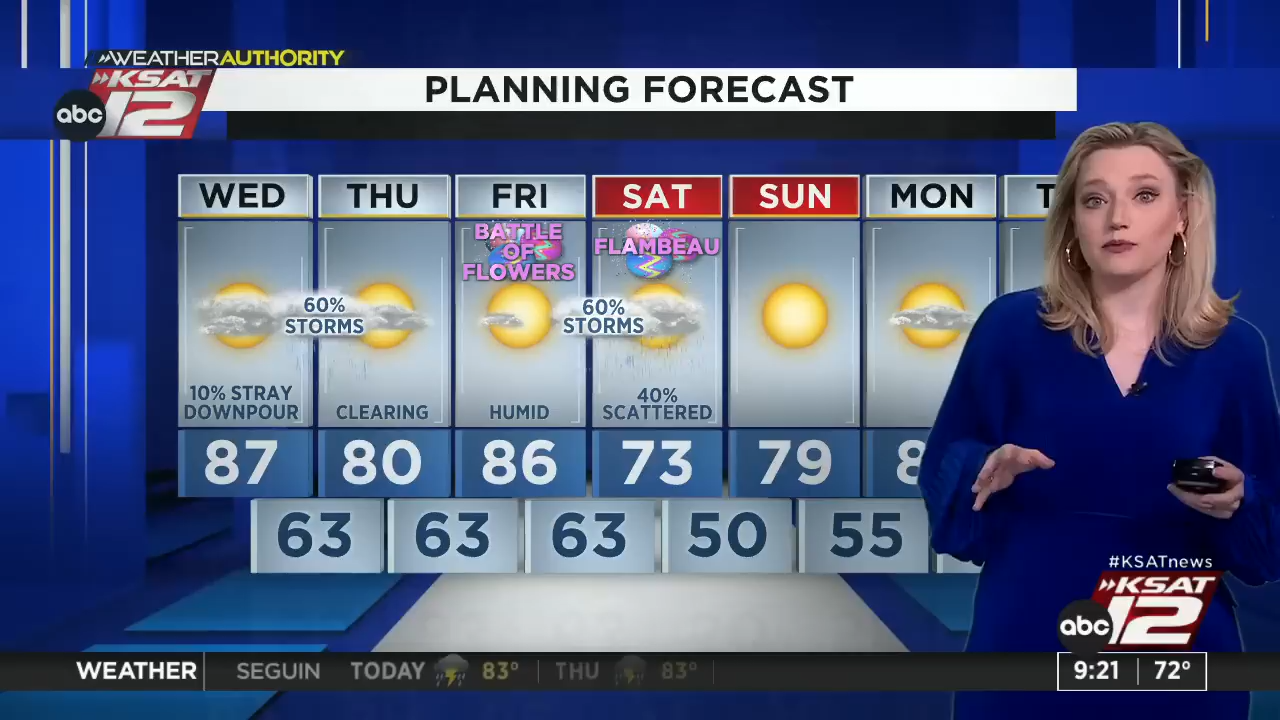 WEATHERAUTHORITY
KSAT
abc 12
PLANNING FORECAST
WED THU FRI SAT SUN MON T
BATTLE OF FLOWERS
FLAMBEAU
60% STORMS
60% STORMS
10% STRAY DOWNPOUR
CLEARING
HUMID
40% SCATTERED
87 80 86 73 79 8
63 63 63 50 55
#KSATnews
KSAT
abc 12
WEATHER SEGUIN TODAY 83° THU 83°
9:21 72°